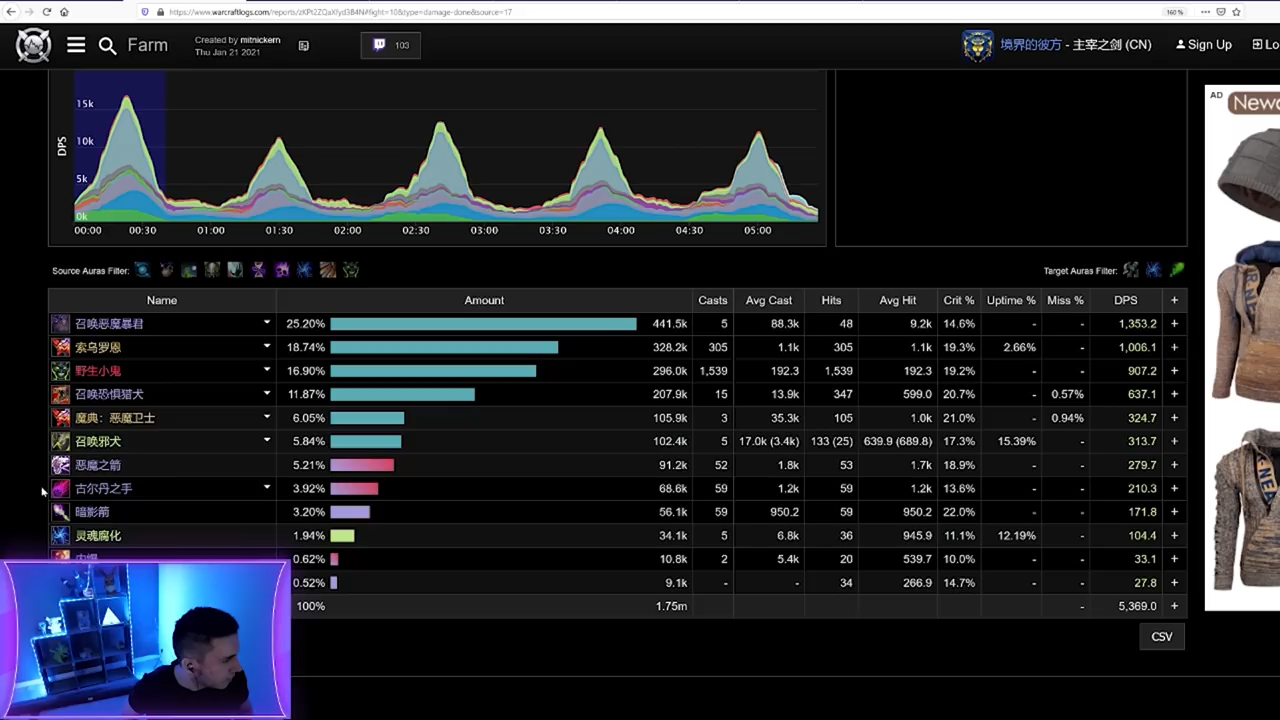 https://www.warcraftlogs.com/reports/zKPt2ZQaXfyd3B4N#fight=10&type=damage-done&source=17
160 %
Farm
Created by mitnickern
Thu Jan 21 2021
103
境界的彼方 - 主宰之剑 (CN)
Sign Up
Lo
AD
Newc
DPS
15k
10k
5k
0k
00:00 00:30 01:00 01:30 02:00 02:30 03:00 03:30 04:00 04:30 05:00
Source Auras Filter:
Target Auras Filter:
Name Amount Casts Avg Cast Hits Avg Hit Crit % Uptime % Miss % DPS +
召唤恶魔暴君 25.20% 441.5k 5 88.3k 48 9.2k 14.6% - - 1,353.2 +
索乌罗恩 18.74% 328.2k 305 1.1k 305 1.1k 19.3% 2.66% - 1,006.1 +
野生小鬼 16.90% 296.0k 1,539 192.3 1,539 192.3 19.2% - - 907.2 +
召唤恐惧猎犬 11.87% 207.9k 15 13.9k 347 599.0 20.7% - 0.57% 637.1 +
魔典：恶魔卫士 6.05% 105.9k 3 35.3k 105 1.0k 21.0% - 0.94% 324.7 +
召唤邪犬 5.84% 102.4k 5 17.0k (3.4k) 133 (25) 639.9 (689.8) 17.3% 15.39% - 313.7 +
恶魔之箭 5.21% 91.2k 52 1.8k 53 1.7k 18.9% - - 279.7 +
古尔丹之手 3.92% 68.6k 59 1.2k 59 1.2k 13.6% - - 210.3 +
暗影箭 3.20% 56.1k 59 950.2 59 950.2 22.0% - - 171.8 +
灵魂腐化 1.94% 34.1k 5 6.8k 36 945.9 11.1% 12.19% - 104.4 +
0.62% 10.8k 2 5.4k 20 539.7 10.0% - - 33.1 +
0.52% 9.1k - - 34 266.9 14.7% - - 27.8 +
100% 1.75m - 5,369.0 +
CSV